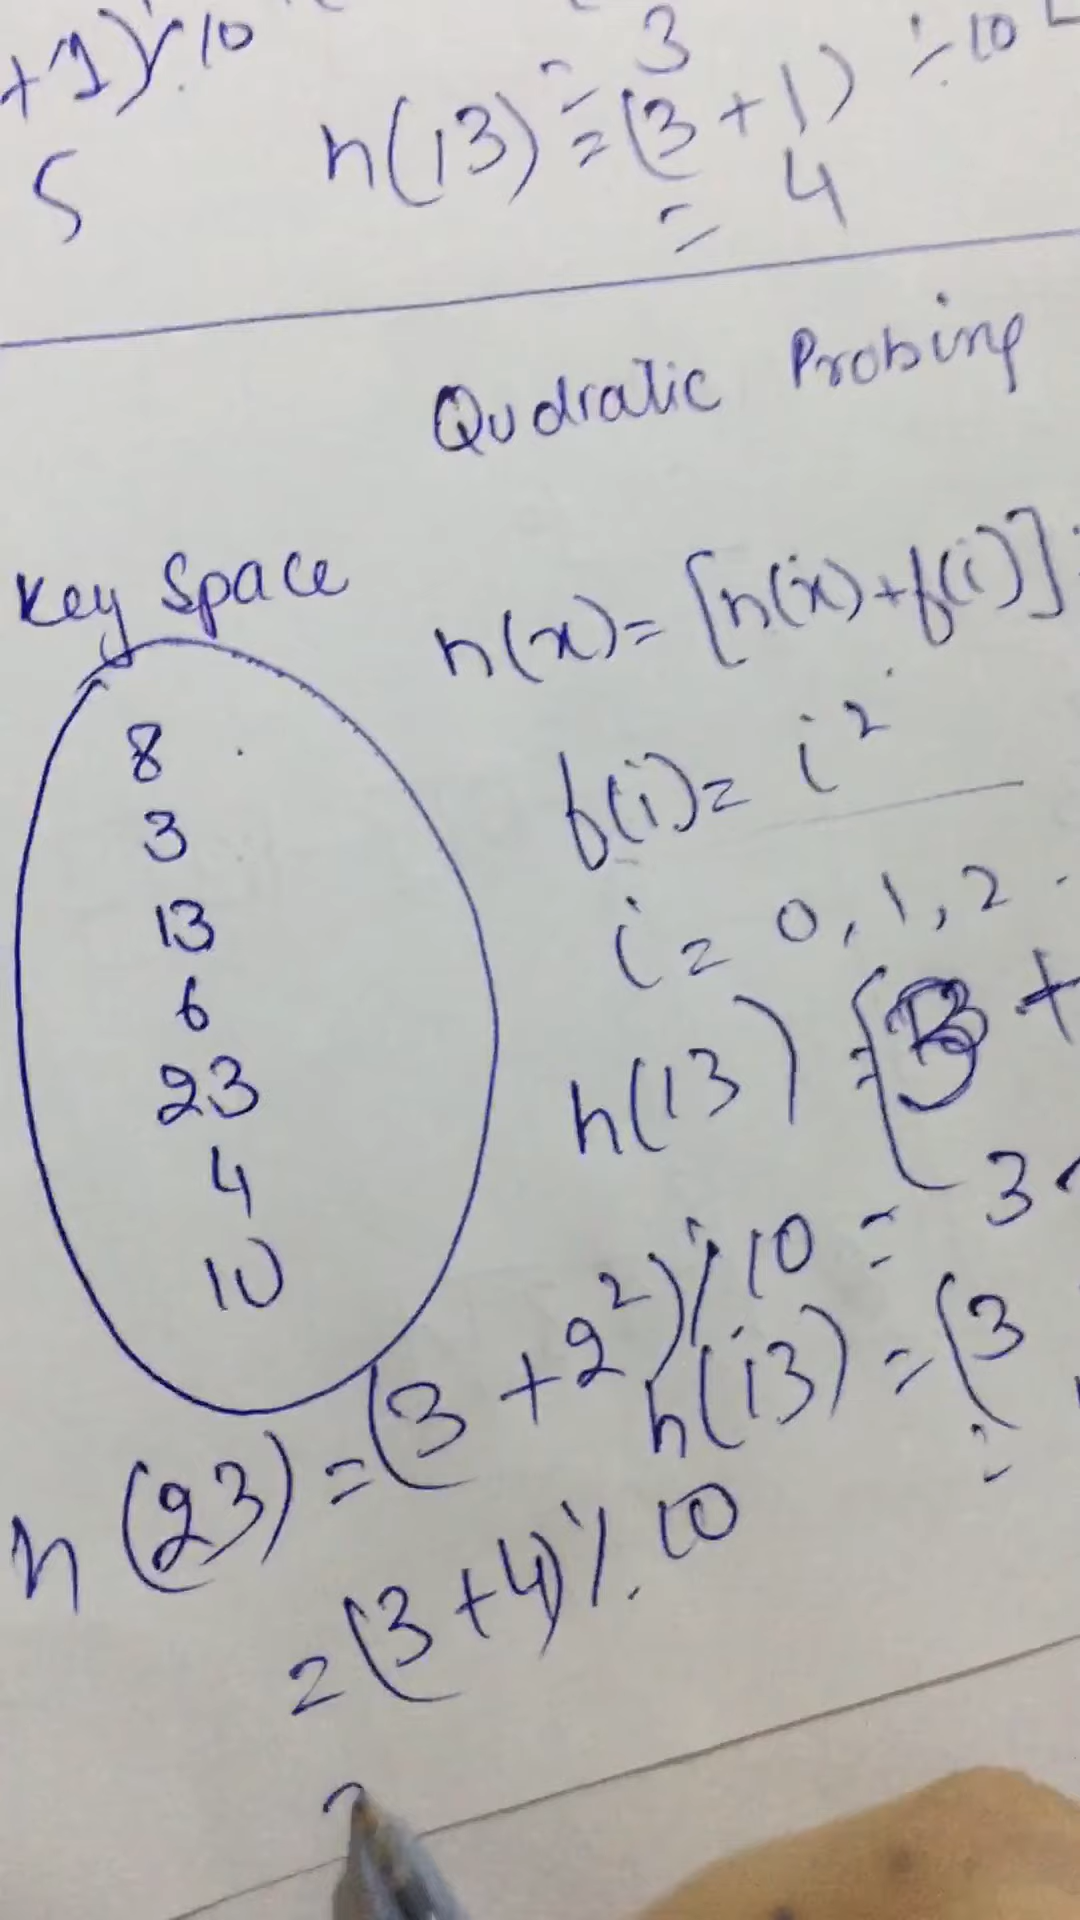 +1)% 10
5
= 3
h(13) = (3 + 1) % 10
= 4
Qudratic Probing
Key Space
h(x) = [h(x) + f(i)]
f(i) = i²
i = 0, 1, 2
8
3
13
6
23
4
10
h(13) = +
= 3
h(13) = (3
=
h(23) = (3 + 2²) % 10
= (3 + 4) % 10